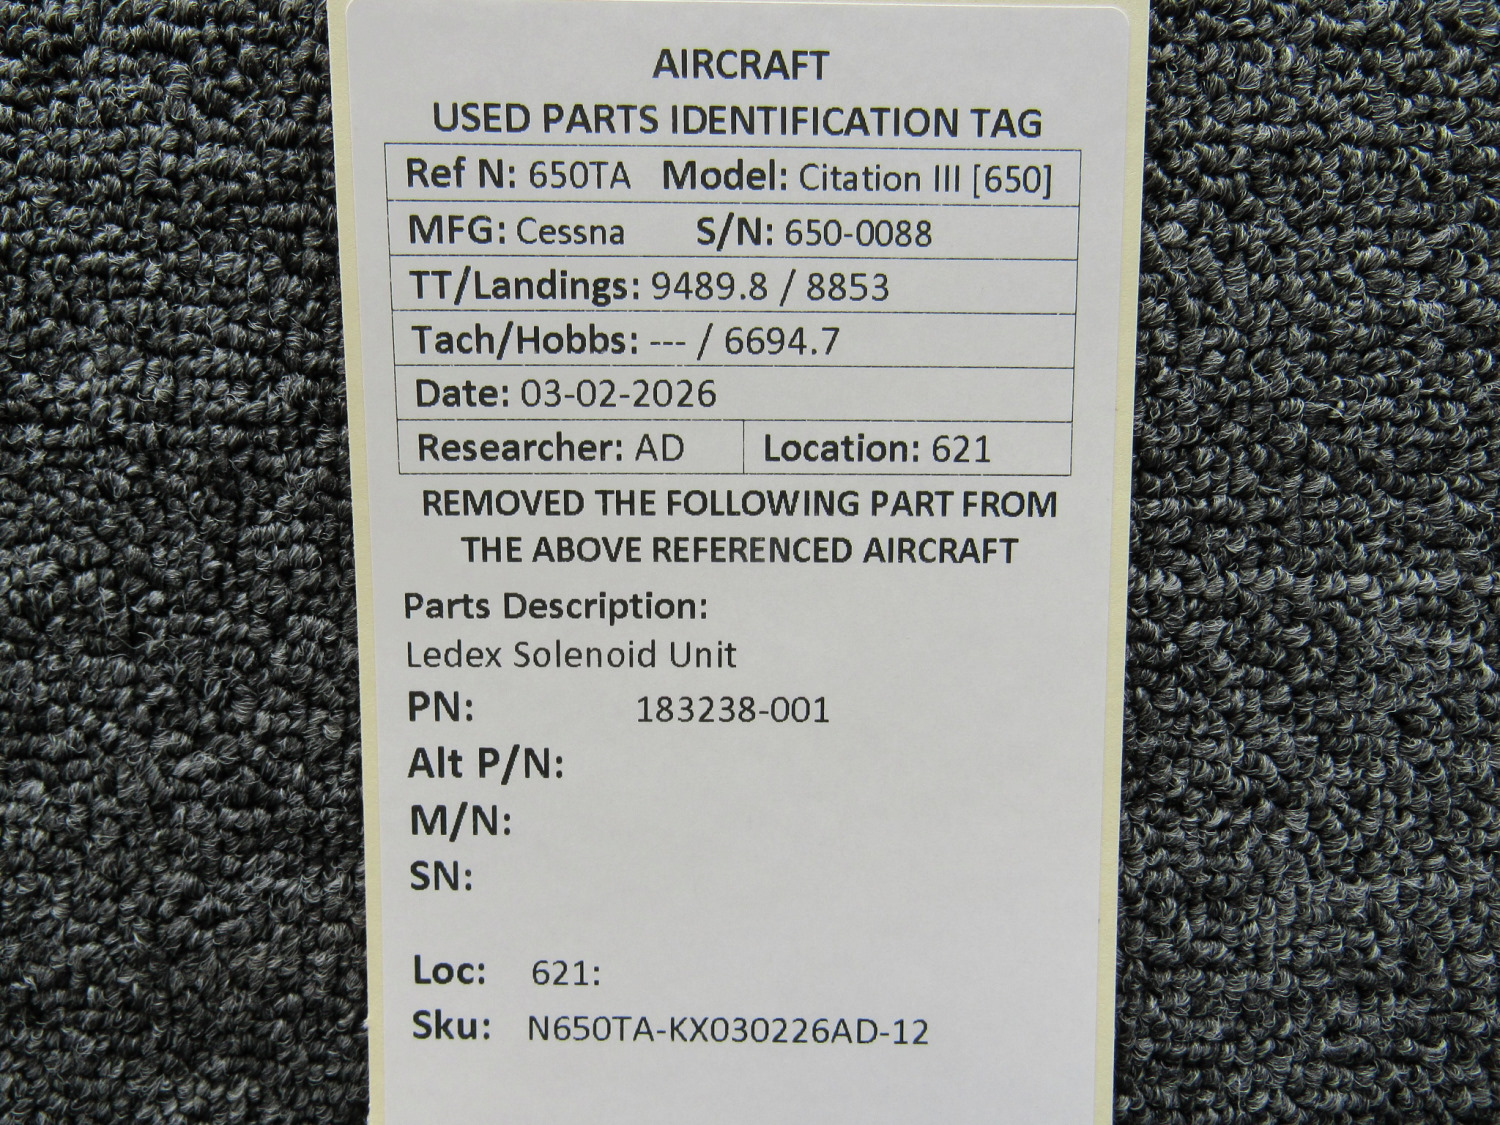 AIRCRAFT
USED PARTS IDENTIFICATION TAG
Ref N: 650TA Model: Citation III [650]
MFG: Cessna S/N: 650-0088
TT/Landings: 9489.8 / 8853
Tach/Hobbs: --- / 6694.7
Date: 03-02-2026
Researcher: AD Location: 621
REMOVED THE FOLLOWING PART FROM
THE ABOVE REFERENCED AIRCRAFT
Parts Description:
Ledex Solenoid Unit
PN: 183238-001
Alt P/N:
M/N:
SN:
Loc: 621:
Sku: N650TA-KX030226AD-12